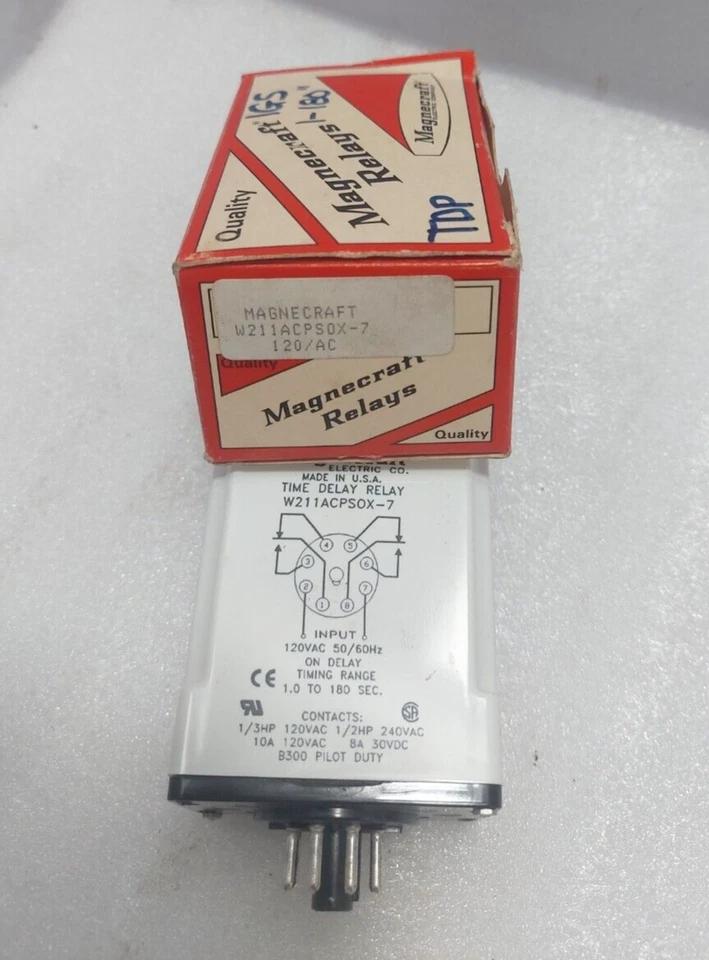 Magnecraft
ELECTRIC COMPANY
Quality
Magnecraft®
Relays
1-180"
TDP
MAGNECRAFT
W211ACPSOX-7
120/AC
Quality
Magnecraft
Relays
Quality
ELECTRIC CO.
MADE IN U.S.A.
TIME DELAY RELAY
W211ACPSOX-7
4 5
3 6
2 7
1 8
INPUT
120VAC 50/60Hz
ON DELAY
TIMING RANGE
CE 1.0 TO 180 SEC.
CONTACTS:
1/3HP 120VAC 1/2HP 240VAC
10A 120VAC 8A 30VDC
B300 PILOT DUTY